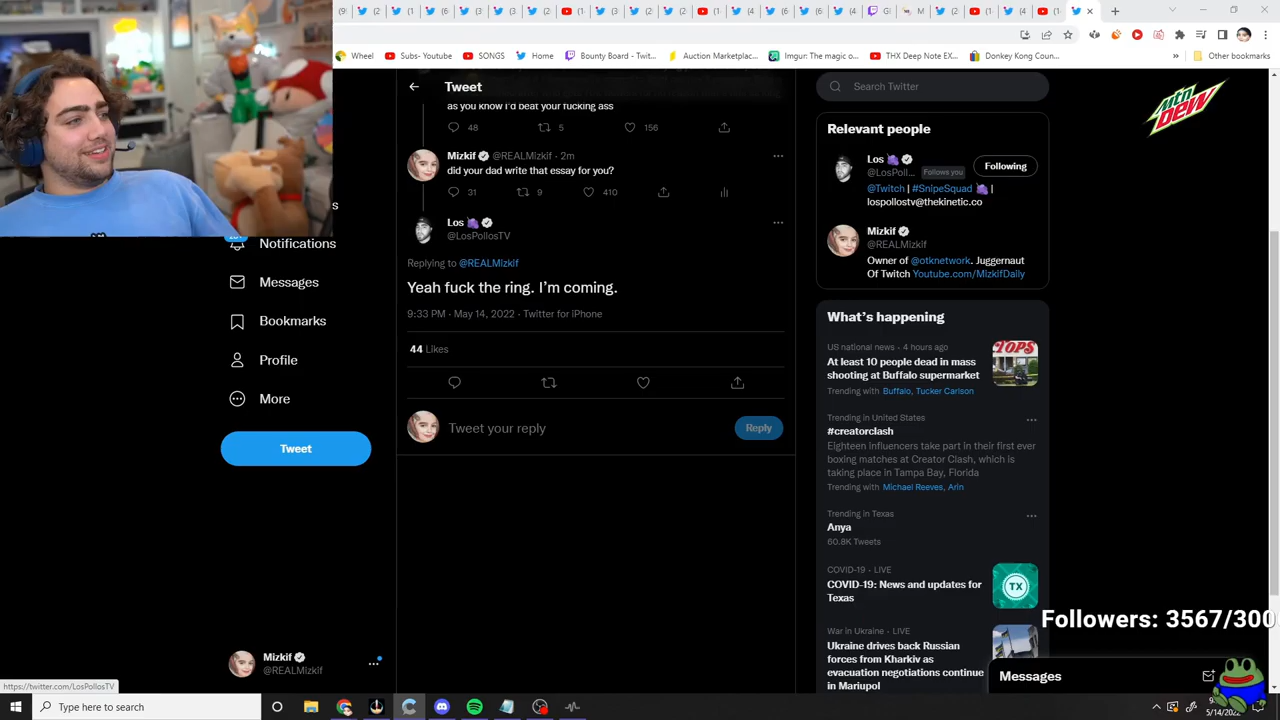 Wheel
Subs- Youtube
SONGS
Home
Bounty Board - Twit...
Auction Marketplac...
Imgur: The magic o...
THX Deep Note EX...
Donkey Kong Coun...
»
Other bookmarks
Tweet
as you know I'd beat your fucking ass
48
5
156
Mizkif @REALMizkif · 2m
did your dad write that essay for you?
31
9
410
Los
@LosPollosTV
Replying to @REALMizkif
Yeah fuck the ring. I'm coming.
9:33 PM · May 14, 2022 · Twitter for iPhone
44 Likes
Tweet your reply
Reply
s
Notifications
Messages
Bookmarks
Profile
More
Tweet
Mizkif
@REALMizkif
Search Twitter
Relevant people
Los
@LosPoll... Follows you
Following
@Twitch | #SnipeSquad |
lospollostv@thekinetic.co
Mizkif
@REALMizkif
Owner of @otknetwork. Juggernaut
Of Twitch Youtube.com/MizkifDaily
What's happening
US national news · 4 hours ago
At least 10 people dead in mass
shooting at Buffalo supermarket
Trending with Buffalo, Tucker Carlson
TOPS
Trending in United States
#creatorclash
Eighteen influencers take part in their first ever
boxing matches at Creator Clash, which is
taking place in Tampa Bay, Florida
Trending with Michael Reeves, Arin
Trending in Texas
Anya
60.8K Tweets
COVID-19 · LIVE
COVID-19: News and updates for
Texas
TX
War in Ukraine · LIVE
Ukraine drives back Russian
forces from Kharkiv as
evacuation negotiations continue
in Mariupol
Mtn
DEW
Followers: 3567/300
Messages
https://twitter.com/LosPollosTV
Type here to search